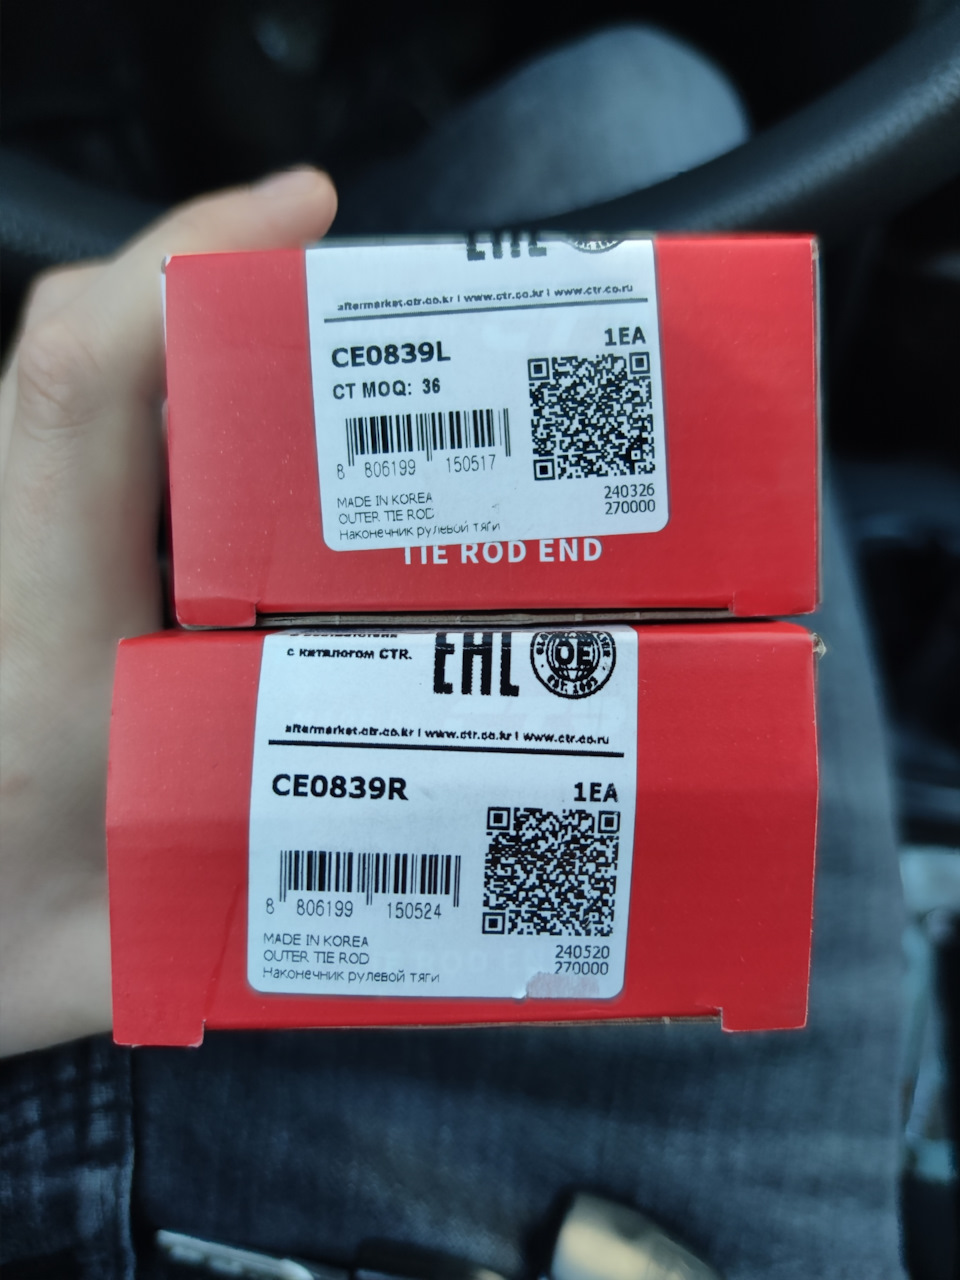 EAC
aftermarket.ctr.co.kr | www.ctr.co.kr | www.ctr.co.ru
CE0839L
1EA
CT MOQ: 36
8 806199 150517
MADE IN KOREA
OUTER TIE ROD
Наконечник рулевой тяги
240326
270000
TIE ROD END
с каталогом CTR.
EAC
OE
EST. 1952
aftermarket.ctr.co.kr | www.ctr.co.kr | www.ctr.co.ru
CE0839R
1EA
8 806199 150524
MADE IN KOREA
OUTER TIE ROD
Наконечник рулевой тяги
240520
270000